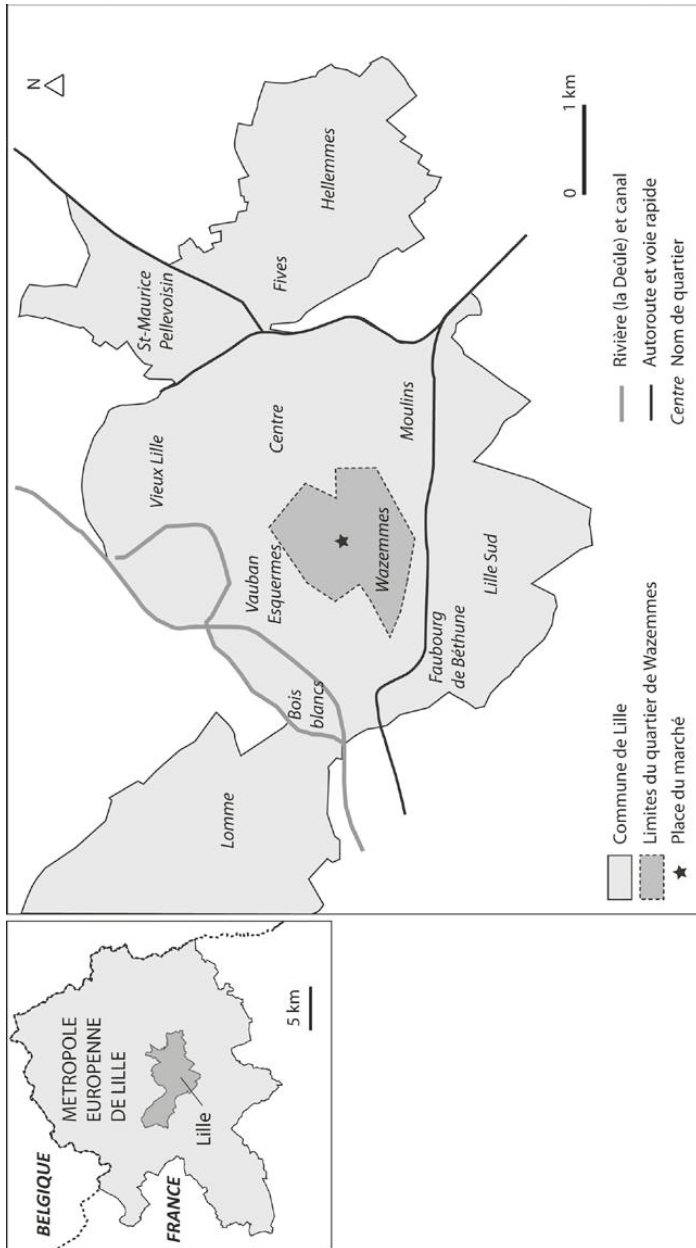 BELGIQUE
METROPOLE
EUROPENNE
DE LILLE
Lille
FRANCE
5 km
N
Lomme
Bois
blancs
Vauban
Esquermes
Vieux Lille
St-Maurice
Pellevoisin
Centre
Fives
Hellemmes
Wazemmes
Moulins
Faubourg
de Béthune
Lille Sud
0 1 km
Commune de Lille
Limites du quartier de Wazemmes
Place du marché
Rivière (la Deûle) et canal
Autoroute et voie rapide
Centre Nom de quartier